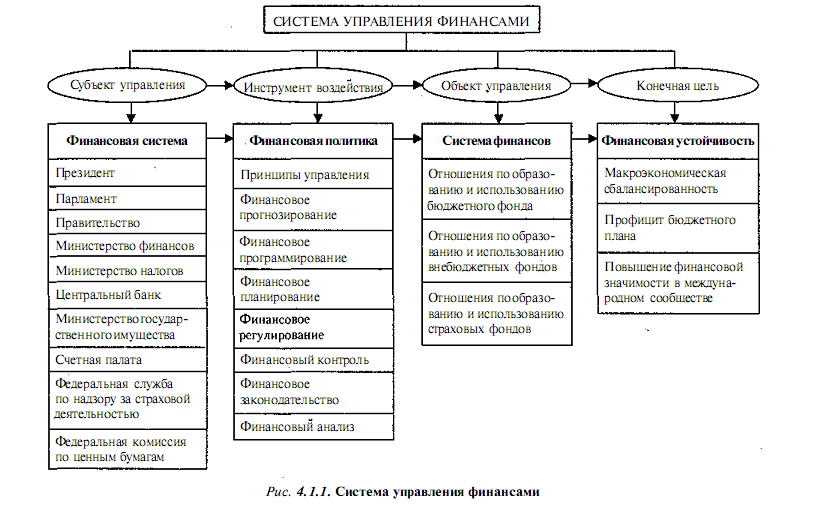 СИСТЕМА УПРАВЛЕНИЯ ФИНАНСАМИ
Субъект управления
Инструмент воздействия
Объект управления
Конечная цель
Финансовая система
Президент
Парламент
Правительство
Министерство финансов
Министерство налогов
Центральный банк
Министерство государ-
ственного имущества
Счетная палата
Федеральная служба
по надзору за страховой
деятельностью
Федеральная комиссия
по ценным бумагам
Финансовая политика
Принципы управления
Финансовое
прогнозирование
Финансовое
программирование
Финансовое
планирование
Финансовое
регулирование
Финансовый контроль
Финансовое
законодательство
Финансовый анализ
Система финансов
Отношения по образо-
ванию и использованию
бюджетного фонда
Отношения по образо-
ванию и использованию
внебюджетных фондов
Отношения по образо-
ванию и использованию
страховых фондов
Финансовая устойчивость
Макроэкономическая
сбалансированность
Профицит бюджетного
плана
Повышение финансовой
значимости в междуна-
родном сообществе
Рис. 4.1.1. Система управления финансами